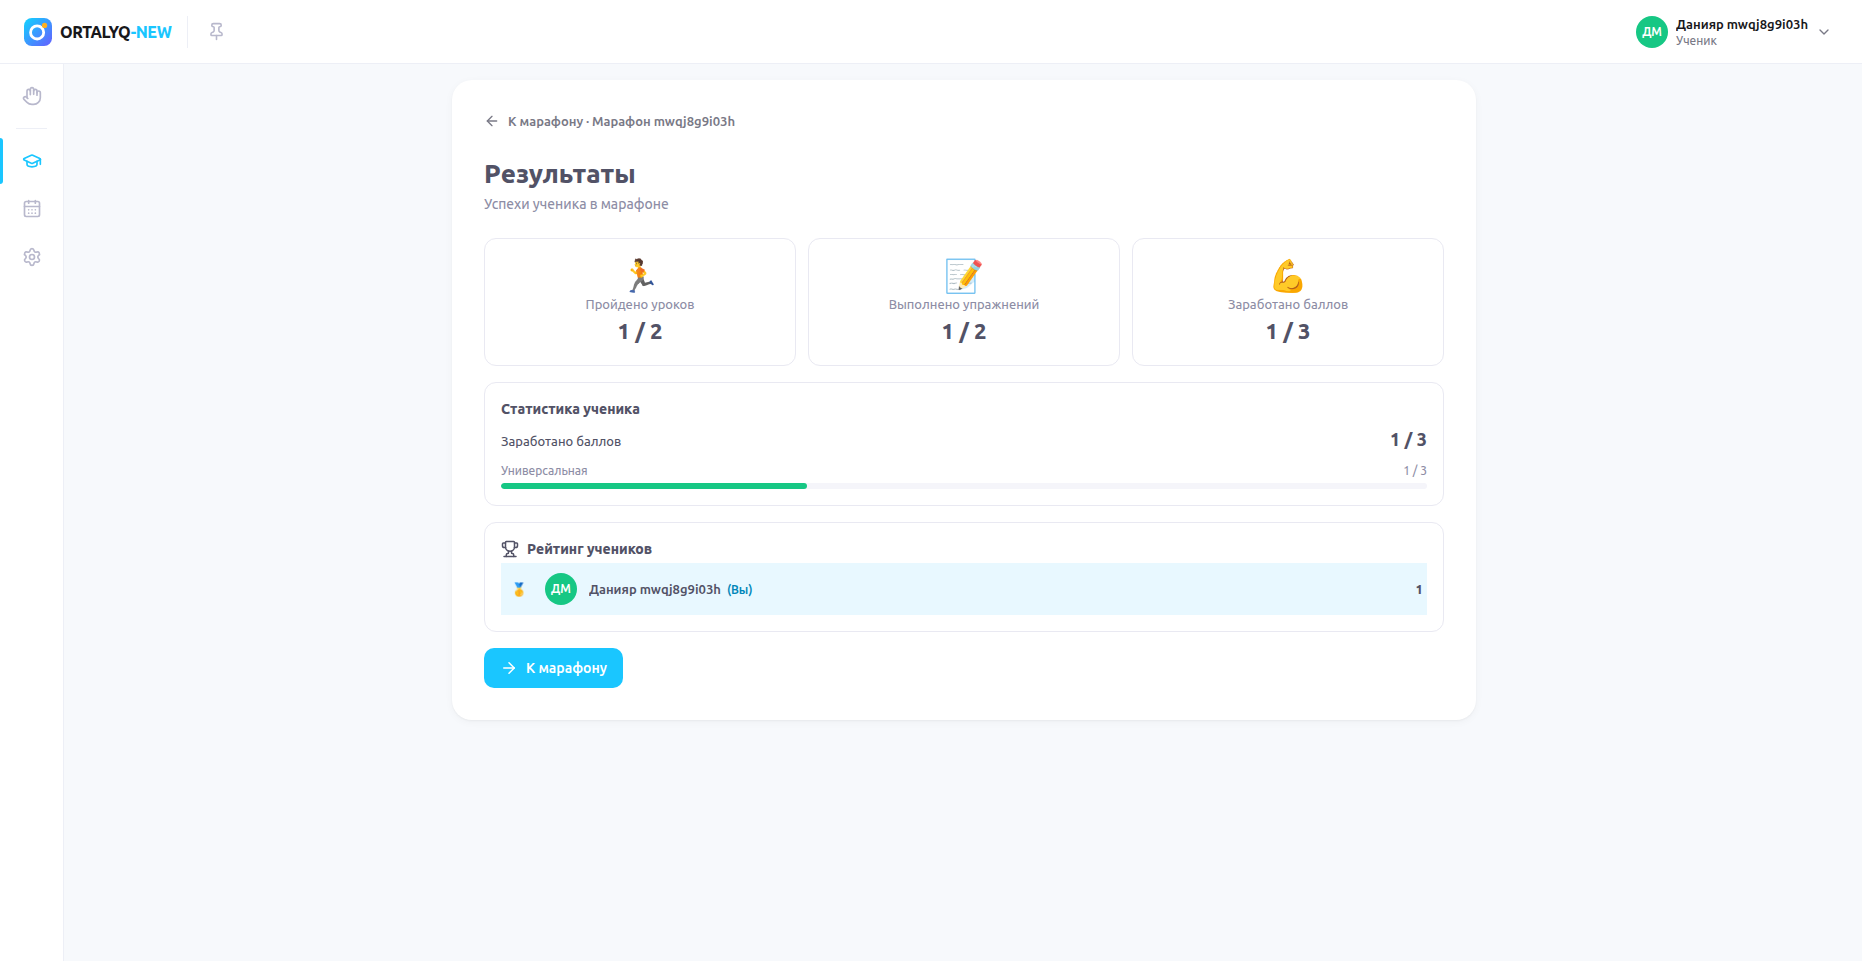 ORTALYQ-NEW
ДМ
Данияр mwqj8g9i03h
Ученик
К марафону · Марафон mwqj8g9i03h
Результаты
Успехи ученика в марафоне
Пройдено уроков
1 / 2
Выполнено упражнений
1 / 2
Заработано баллов
1 / 3
Статистика ученика
Заработано баллов 1 / 3
Универсальная 1 / 3
Рейтинг учеников
ДМ Данияр mwqj8g9i03h (Вы) 1
К марафону